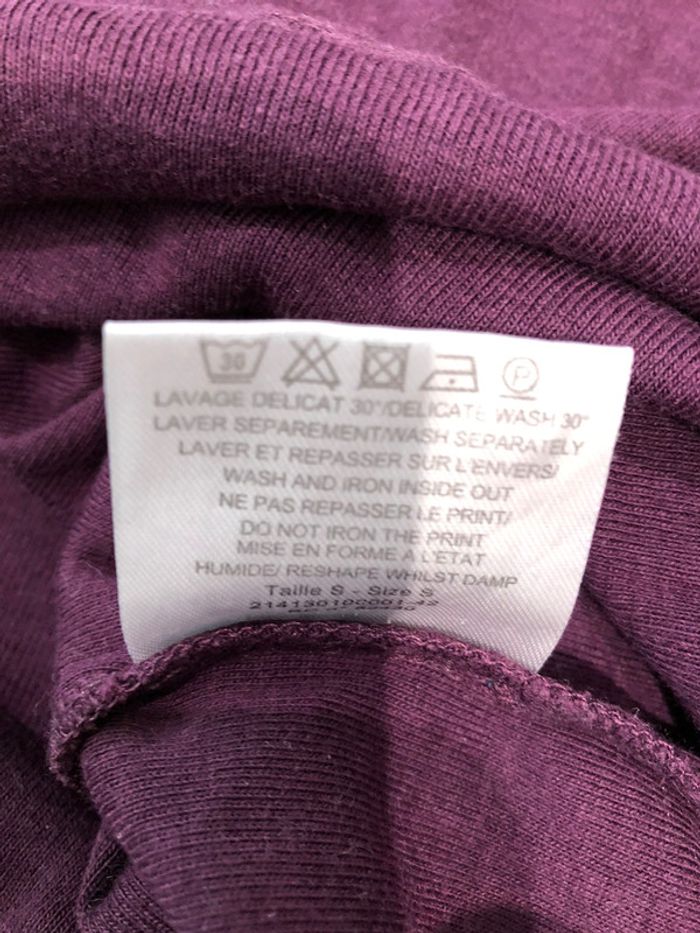 30 P
LAVAGE DELICAT 30°/DELICATE WASH 30°
LAVER SEPAREMENT/WASH SEPARATELY
LAVER ET REPASSER SUR L'ENVERS/
WASH AND IRON INSIDE OUT
NE PAS REPASSER LE PRINT/
DO NOT IRON THE PRINT
MISE EN FORME A L'ETAT
HUMIDE/ RESHAPE WHILST DAMP
Taille S - Size S